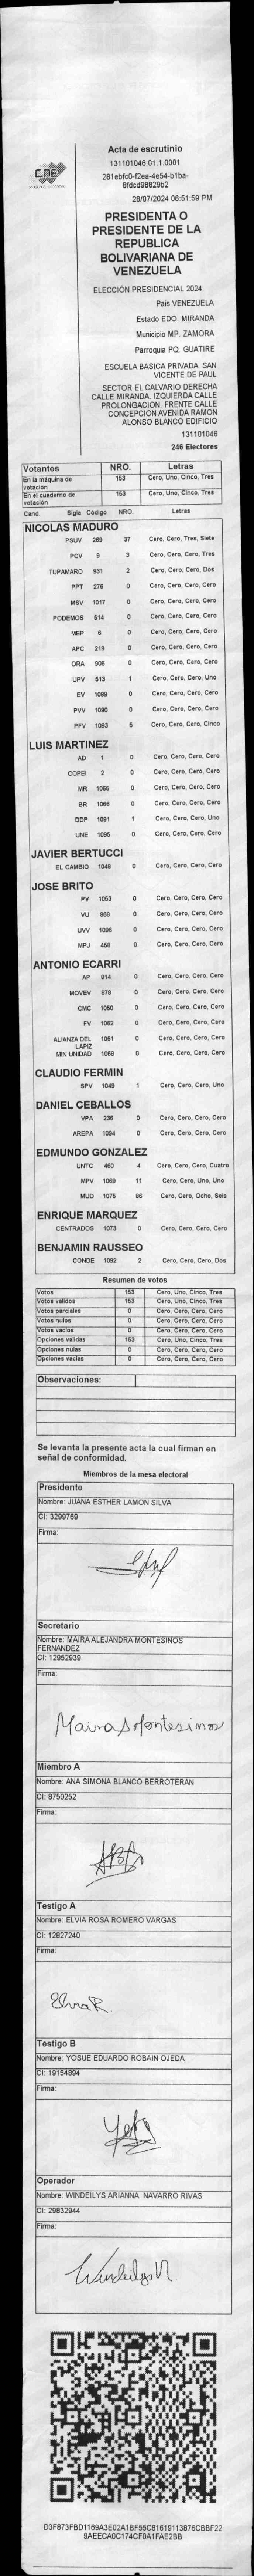 CNE
Acta de escrutinio
131101046.01.1.0001
281ebfc0-f2ea-4e54-b1ba-
8fdcd98829b2
28/07/2024 06:51:59 PM
PRESIDENTA O
PRESIDENTE DE LA
REPUBLICA
BOLIVARIANA DE
VENEZUELA
ELECCIÓN PRESIDENCIAL 2024
País VENEZUELA
Estado EDO. MIRANDA
Municipio MP. ZAMORA
Parroquia PQ. GUATIRE
ESCUELA BASICA PRIVADA SAN
VICENTE DE PAUL
SECTOR EL CALVARIO DERECHA
CALLE MIRANDA. IZQUIERDA CALLE
PROLONGACION. FRENTE CALLE
CONCEPCION AVENIDA RAMON
ALONSO BLANCO EDIFICIO
131101046
246 Electores
Votantes NRO. Letras
En la máquina de votación 153 Cero, Uno, Cinco, Tres
En el cuaderno de votación 153 Cero, Uno, Cinco, Tres
Cand. Sigla Código NRO. Letras
NICOLAS MADURO
PSUV 269 37 Cero, Cero, Tres, Siete
PCV 9 3 Cero, Cero, Cero, Tres
TUPAMARO 931 2 Cero, Cero, Cero, Dos
PPT 276 0 Cero, Cero, Cero, Cero
MSV 1017 0 Cero, Cero, Cero, Cero
PODEMOS 514 0 Cero, Cero, Cero, Cero
MEP 6 0 Cero, Cero, Cero, Cero
APC 219 0 Cero, Cero, Cero, Cero
ORA 906 0 Cero, Cero, Cero, Cero
UPV 513 1 Cero, Cero, Cero, Uno
EV 1089 0 Cero, Cero, Cero, Cero
PVV 1090 0 Cero, Cero, Cero, Cero
PFV 1093 5 Cero, Cero, Cero, Cinco
LUIS MARTINEZ
AD 1 0 Cero, Cero, Cero, Cero
COPEI 2 0 Cero, Cero, Cero, Cero
MR 1065 0 Cero, Cero, Cero, Cero
BR 1066 0 Cero, Cero, Cero, Cero
DDP 1091 1 Cero, Cero, Cero, Uno
UNE 1095 0 Cero, Cero, Cero, Cero
JAVIER BERTUCCI
EL CAMBIO 1048 0 Cero, Cero, Cero, Cero
JOSE BRITO
PV 1053 0 Cero, Cero, Cero, Cero
VU 968 0 Cero, Cero, Cero, Cero
UVV 1096 0 Cero, Cero, Cero, Cero
MPJ 459 0 Cero, Cero, Cero, Cero
ANTONIO ECARRI
AP 914 0 Cero, Cero, Cero, Cero
MOVEV 979 0 Cero, Cero, Cero, Cero
CMC 1050 0 Cero, Cero, Cero, Cero
FV 1062 0 Cero, Cero, Cero, Cero
ALIANZA DEL LAPIZ 1051 0 Cero, Cero, Cero, Cero
MIN UNIDAD 1069 0 Cero, Cero, Cero, Cero
CLAUDIO FERMIN
SPV 1049 1 Cero, Cero, Cero, Uno
DANIEL CEBALLOS
VPA 236 0 Cero, Cero, Cero, Cero
AREPA 1094 0 Cero, Cero, Cero, Cero
EDMUNDO GONZALEZ
UNTC 460 4 Cero, Cero, Cero, Cuatro
MPV 1069 11 Cero, Cero, Uno, Uno
MUD 1075 86 Cero, Cero, Ocho, Seis
ENRIQUE MARQUEZ
CENTRADOS 1073 0 Cero, Cero, Cero, Cero
BENJAMIN RAUSSEO
CONDE 1092 2 Cero, Cero, Cero, Dos
Resumen de votos
Votos 153 Cero, Uno, Cinco, Tres
Votos validos 153 Cero, Uno, Cinco, Tres
Votos parciales 0 Cero, Cero, Cero, Cero
Votos nulos 0 Cero, Cero, Cero, Cero
Votos vacios 0 Cero, Cero, Cero, Cero
Opciones validas 153 Cero, Uno, Cinco, Tres
Opciones nulas 0 Cero, Cero, Cero, Cero
Opciones vacias 0 Cero, Cero, Cero, Cero
Observaciones:
Se levanta la presente acta la cual firman en
señal de conformidad.
Miembros de la mesa electoral
Presidente
Nombre: JUANA ESTHER LAMON SILVA
CI: 3299769
Firma:
Secretario
Nombre: MAIRA ALEJANDRA MONTESINOS
FERNANDEZ
CI: 12952939
Firma:
Maira A Montesinos
Miembro A
Nombre: ANA SIMONA BLANCO BERROTERAN
CI: 8750252
Firma:
Testigo A
Nombre: ELVIA ROSA ROMERO VARGAS
CI: 12827240
Firma:
Elvia R.
Testigo B
Nombre: YOSUE EDUARDO ROBAIN OJEDA
CI: 19154894
Firma:
Operador
Nombre: WINDEILYS ARIANNA NAVARRO RIVAS
CI: 29832944
Firma:
Windeilys N
D3F873FBD1169A3E02A1BF55C81619113876CBBF22
9AEECA0C174CF0A1FAE2BB